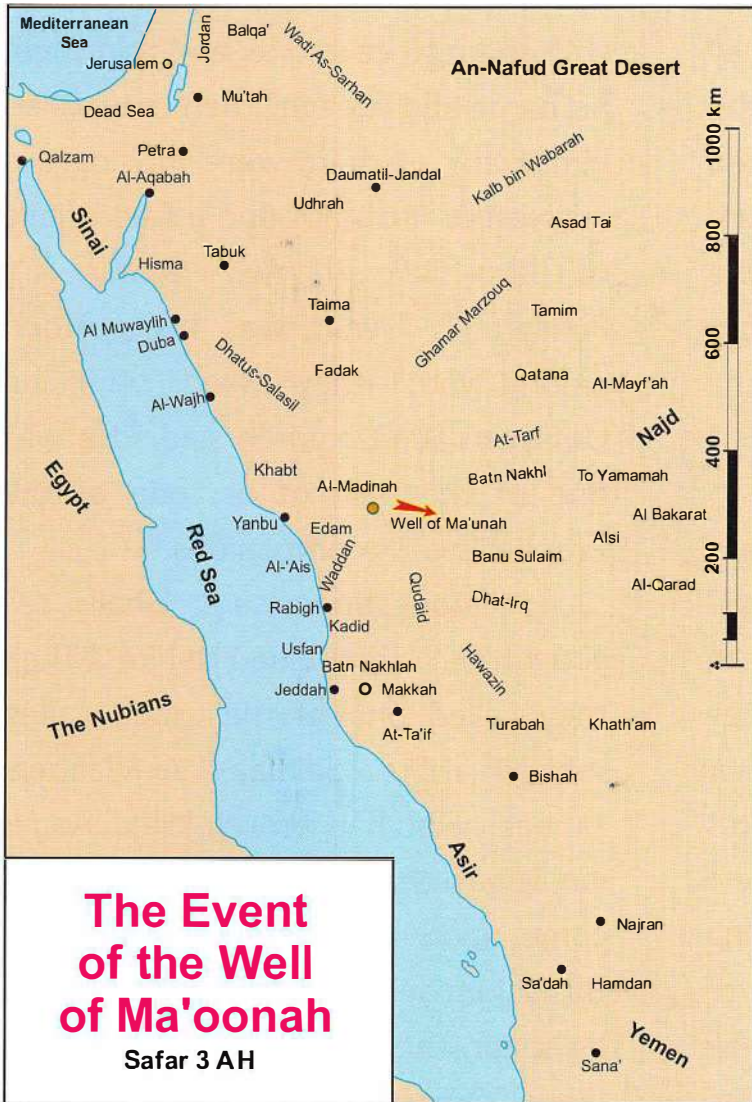 Mediterranean
Sea
Jordan
Balqa'
Wadi As-Sarhan
Jerusalem
An-Nafud Great Desert
Dead Sea
Mu'tah
1000 km
Qalzam
Petra
Al-Aqabah
Daumatil-Jandal
Kalb bin Wabarah
Udhrah
Sinai
Asad Tai
800
Tabuk
Hisma
Taima
Ghamar Marzouq
Tamim
Al Muwaylih
Duba
600
Dhatus-Salasil
Fadak
Qatana
Al-Mayf'ah
Al-Wajh
Najd
At-Tarf
400
Egypt
Khabt
Batn Nakhl
To Yamamah
Al-Madinah
Yanbu
Edam
Well of Ma'unah
Al Bakarat
Alsi
Red Sea
Waddan
Banu Sulaim
200
Al-'Ais
Qudaid
Al-Qarad
Dhat-Irq
Rabigh
Kadid
Usfan
Hawazin
Batn Nakhlah
Jeddah
Makkah
The Nubians
At-Ta'if
Turabah
Khath'am
Bishah
Asir
The Event
of the Well
of Ma'oonah
Safar 3 AH
Najran
Sa'dah
Hamdan
Yemen
Sana'